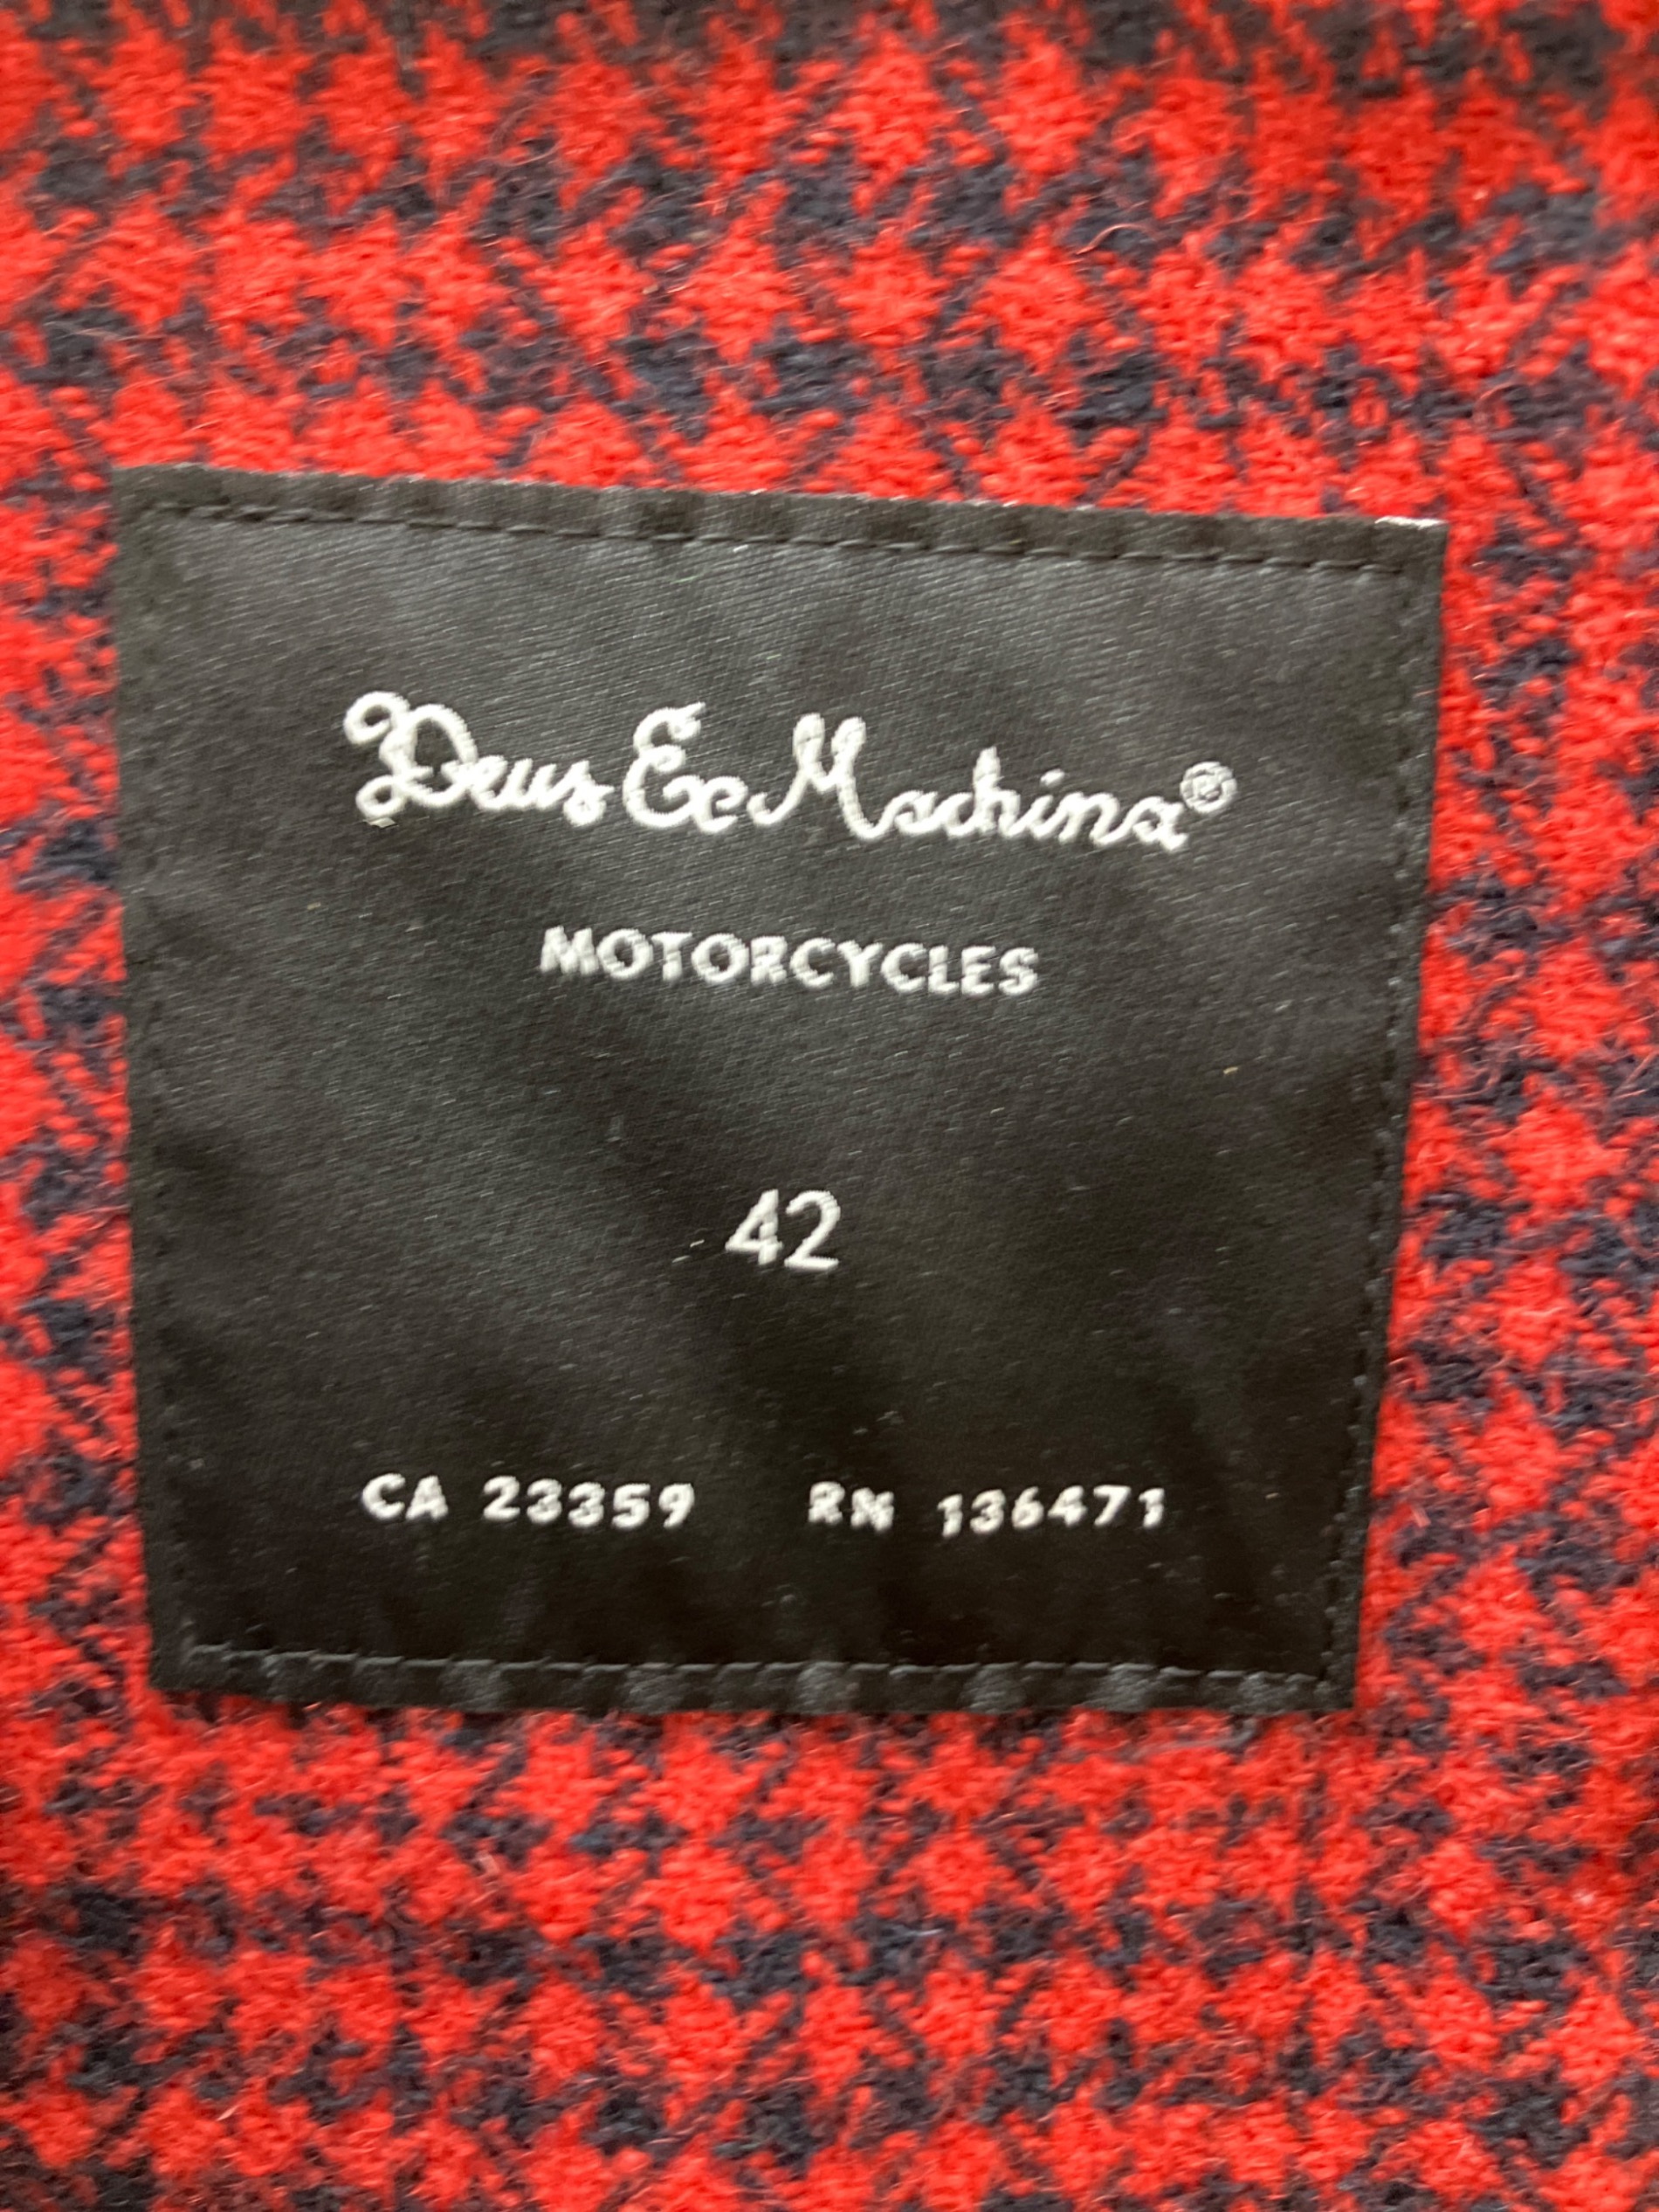 Deus Ex Machina®
MOTORCYCLES
42
CA 23359 RN 136471